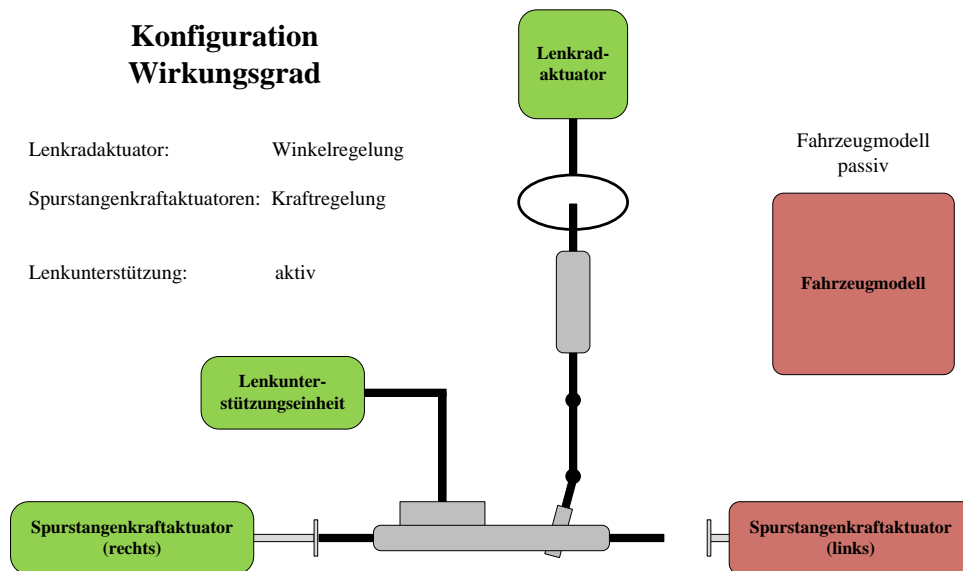 Konfiguration
Wirkungsgrad
Lenkrad-
aktuator
Lenkradaktuator: Winkelregelung
Spurstangenkraftaktuatoren: Kraftregelung
Lenkunterstützung: aktiv
Fahrzeugmodell
passiv
Fahrzeugmodell
Lenkunter-
stützungseinheit
Spurstangenkraftaktuator
(rechts)
Spurstangenkraftaktuator
(links)